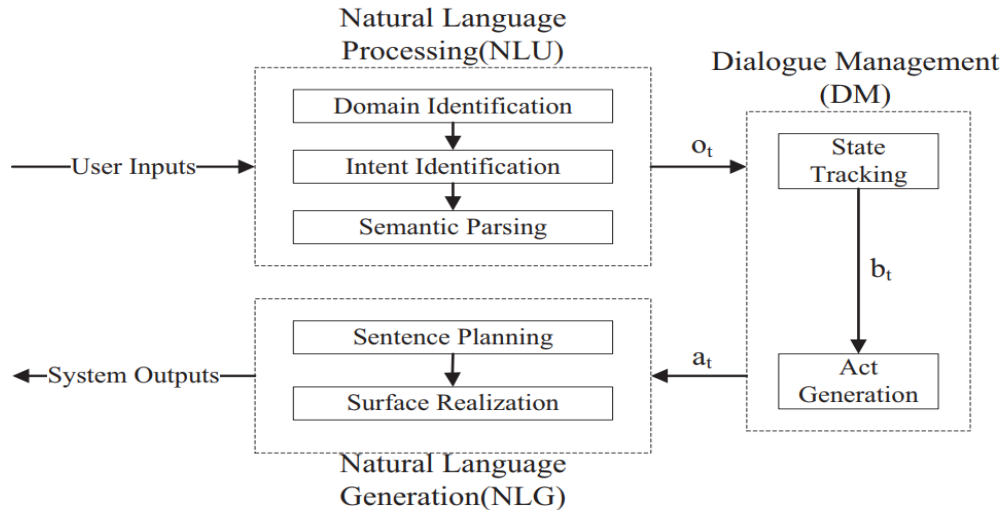 Natural Language
Processing(NLU)
Domain Identification
Intent Identification
Semantic Parsing
User Inputs
oₜ
Dialogue Management
(DM)
State
Tracking
bₜ
Act
Generation
aₜ
Sentence Planning
Surface Realization
System Outputs
Natural Language
Generation(NLG)